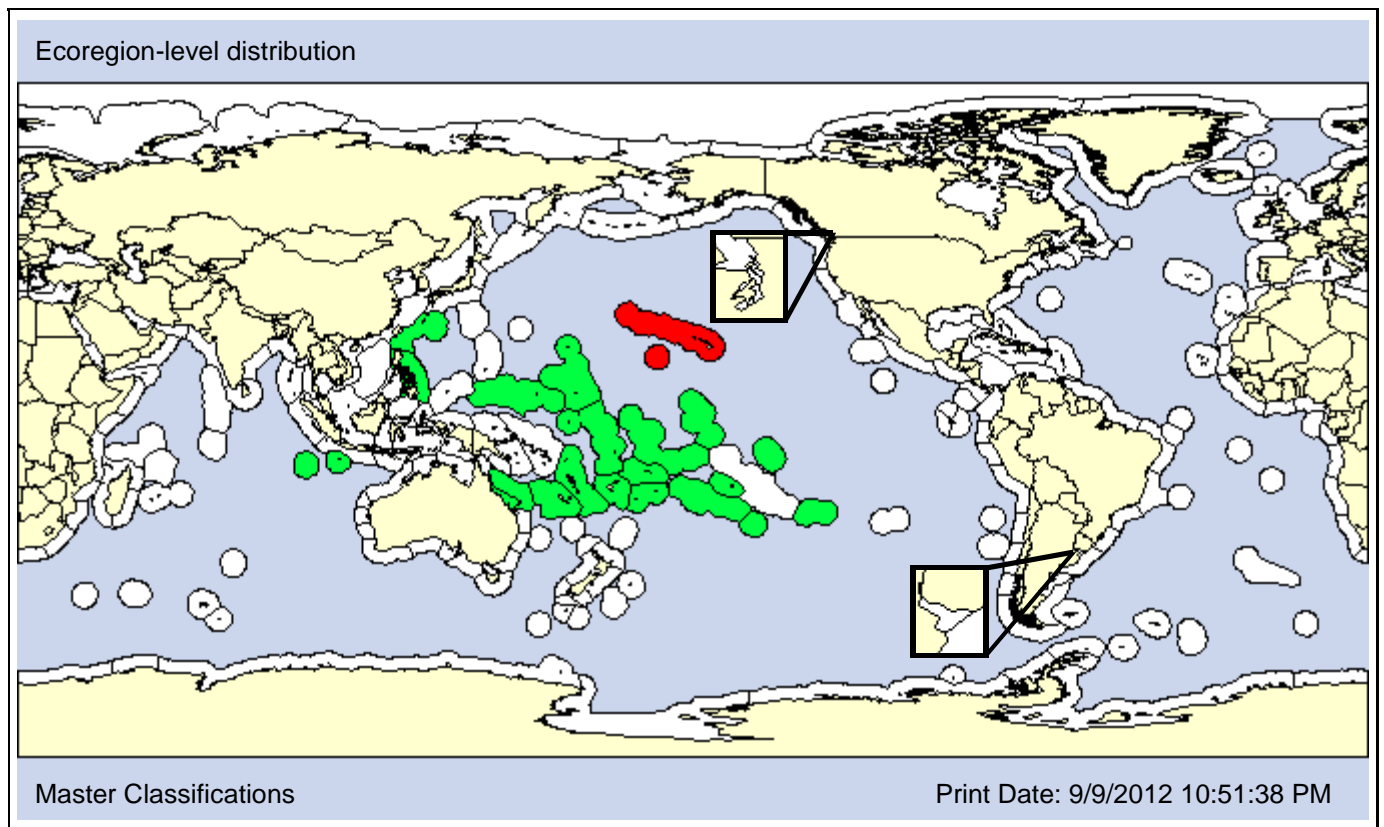 Ecoregion-level distribution
Master Classifications
Print Date: 9/9/2012 10:51:38 PM